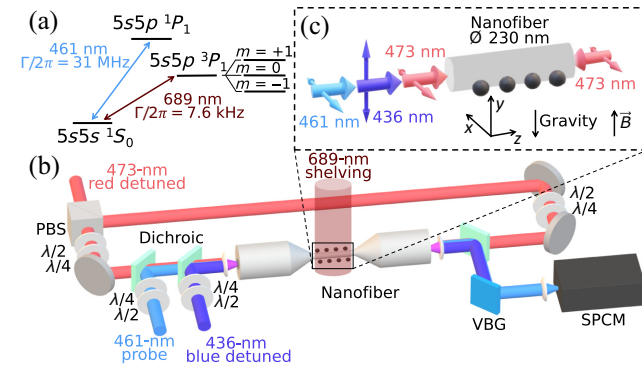 (a)
5s5p ¹P₁
461 nm
Γ/2π = 31 MHz
5s5p ³P₁
m = +1
m = 0
m = −1
689 nm
Γ/2π = 7.6 kHz
5s5s ¹S₀
(c)
Nanofiber
Ø 230 nm
473 nm
473 nm
461 nm
436 nm
y
x
z
Gravity
B⃗
(b)
473-nm
red detuned
689-nm
shelving
PBS
λ/2
λ/4
Dichroic
λ/4
λ/2
λ/4
λ/2
461-nm
probe
436-nm
blue detuned
Nanofiber
λ/2
λ/4
VBG
SPCM